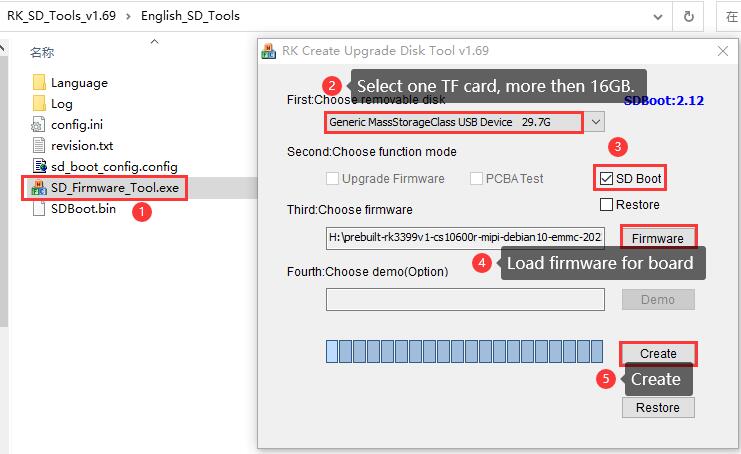 RK_SD_Tools_v1.69 > English_SD_Tools
在
名称
Language
Log
config.ini
revision.txt
sd_boot_config.config
SD_Firmware_Tool.exe
1
SDBoot.bin
RK Create Upgrade Disk Tool v1.69
2 Select one TF card, more then 16GB.
First:Choose removable disk
SDBoot:2.12
Generic MassStorageClass USB Device 29.7G
3
Second:Choose function mode
Upgrade Firmware
PCBA Test
SD Boot
Restore
Third:Choose firmware
H:\prebuilt-rk3399v1-cs10600r-mipi-debian10-emmc-202
Firmware
4 Load firmware for board
Fourth:Choose demo(Option)
Demo
Create
5 Create
Restore